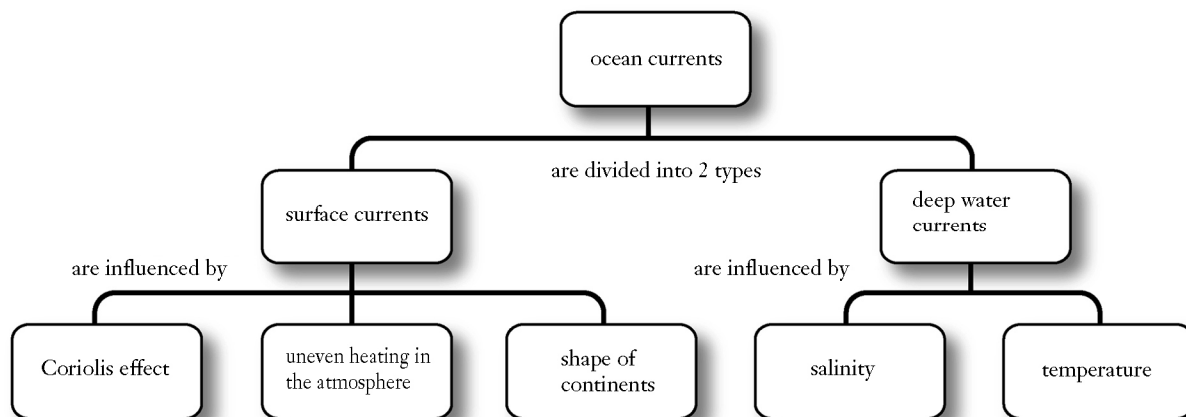 ocean currents
are divided into 2 types
surface currents
deep water
currents
are influenced by
are influenced by
Coriolis effect
uneven heating in
the atmosphere
shape of
continents
salinity
temperature